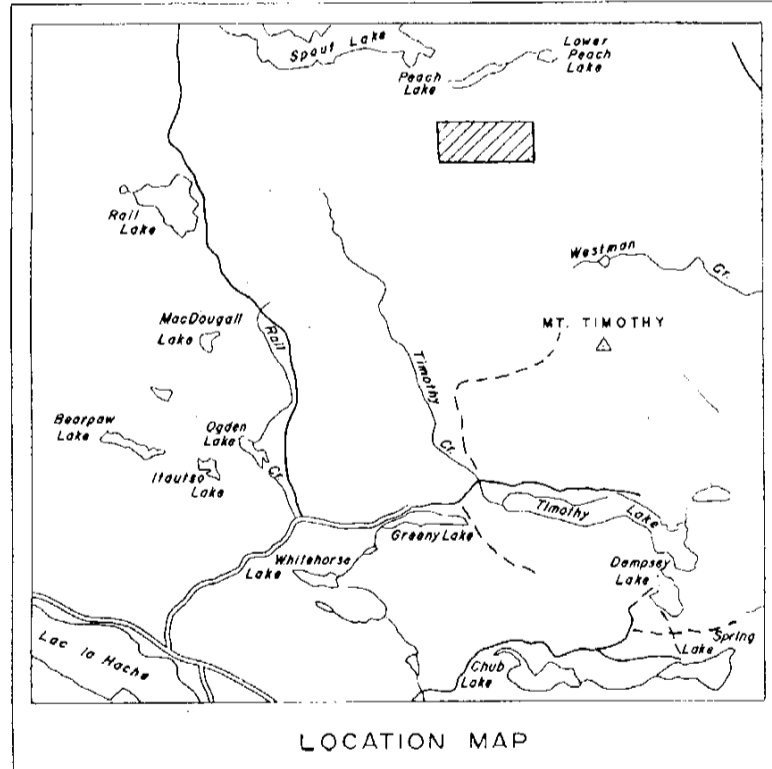 Spout Lake
Peach
Lake
Lower
Peach
Lake
Rail
Lake
Westman Cr.
MacDougall
Lake
Rail Cr.
MT. TIMOTHY
Timothy Cr.
Bearpaw
Lake
Ogden
Lake
Itautso
Lake
Timothy Lake
Greeny Lake
Whitehorse
Lake
Dempsey
Lake
Spring
Lake
Lac la Hache
Chub
Lake
LOCATION MAP